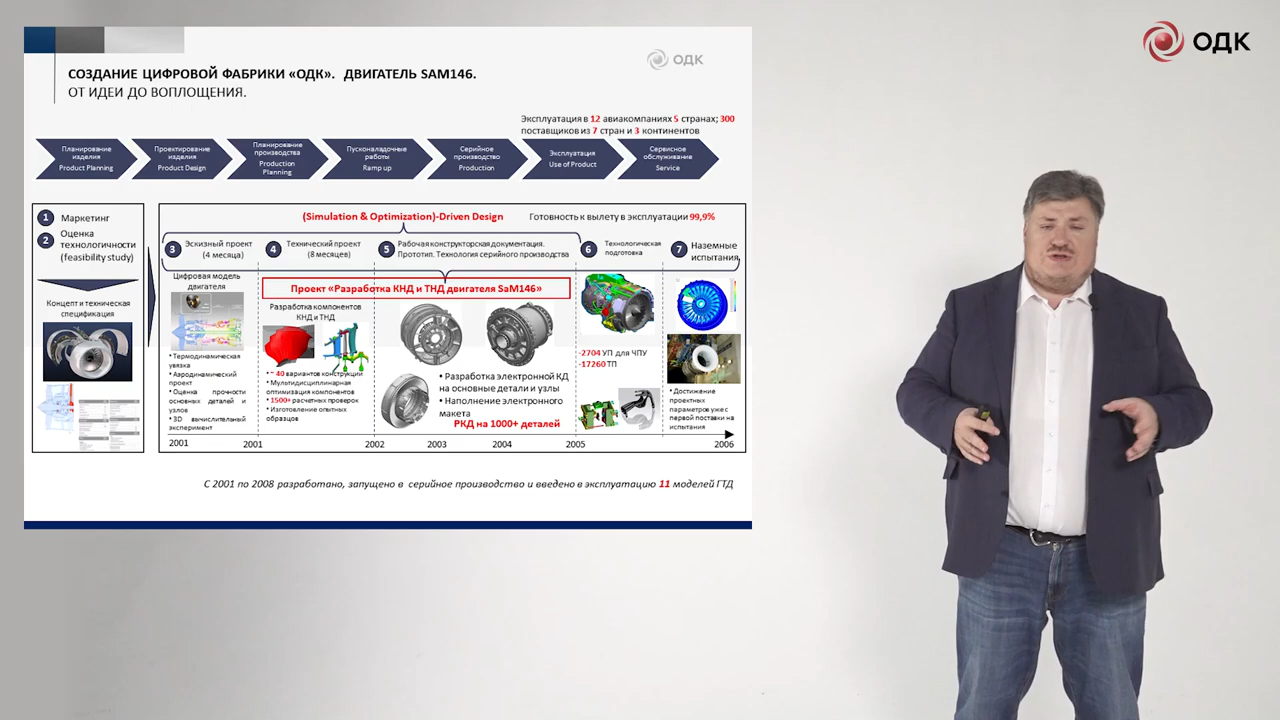 ОДК
ОДК
СОЗДАНИЕ ЦИФРОВОЙ ФАБРИКИ «ОДК». ДВИГАТЕЛЬ SAM146.
ОТ ИДЕИ ДО ВОПЛОЩЕНИЯ.
Эксплуатация в 12 авиакомпаниях 5 странах; 300
поставщиков из 7 стран и 3 континентов
Планирование
изделия
Product Planning
Проектирование
изделия
Product Design
Планирование
производства
Production
Planning
Пусконаладочные
работы
Ramp up
Серийное
производство
Production
Эксплуатация
Use of Product
Сервисное
обслуживание
Service
1 Маркетинг
2 Оценка
технологичности
(feasibility study)
Концепт и техническая
спецификация
(Simulation & Optimization)-Driven Design
Готовность к вылету в эксплуатации 99,9%
3 Эскизный проект
(4 месяца)
4 Технический проект
(8 месяцев)
5 Рабочая конструкторская документация.
Прототип. Технология серийного производства
6 Технологическая
подготовка
7 Наземные
испытания
Цифровая модель
двигателя
• Термодинамическая
увязка
• Аэродинамический
проект
• Оценка прочности
основных деталей и
узлов
• 3D вычислительный
эксперимент
Проект «Разработка КНД и ТНД двигателя SaM146»
Разработка компонентов
КНД и ТНД
• ~ 40 вариантов конструкции
• Мультидисциплинарная
оптимизация компонентов
• 1500+ расчетных проверок
• Изготовление опытных
образцов
• Разработка электронной КД
на основные детали и узлы
• Наполнение электронного
макета
РКД на 1000+ деталей
-2704 УП для ЧПУ
-17260 ТП
• Достижение
проектных
параметров уже с
первой поставки на
испытания
2001
2001
2002
2003
2004
2005
2006
С 2001 по 2008 разработано, запущено в серийное производство и введено в эксплуатацию 11 моделей ГТД